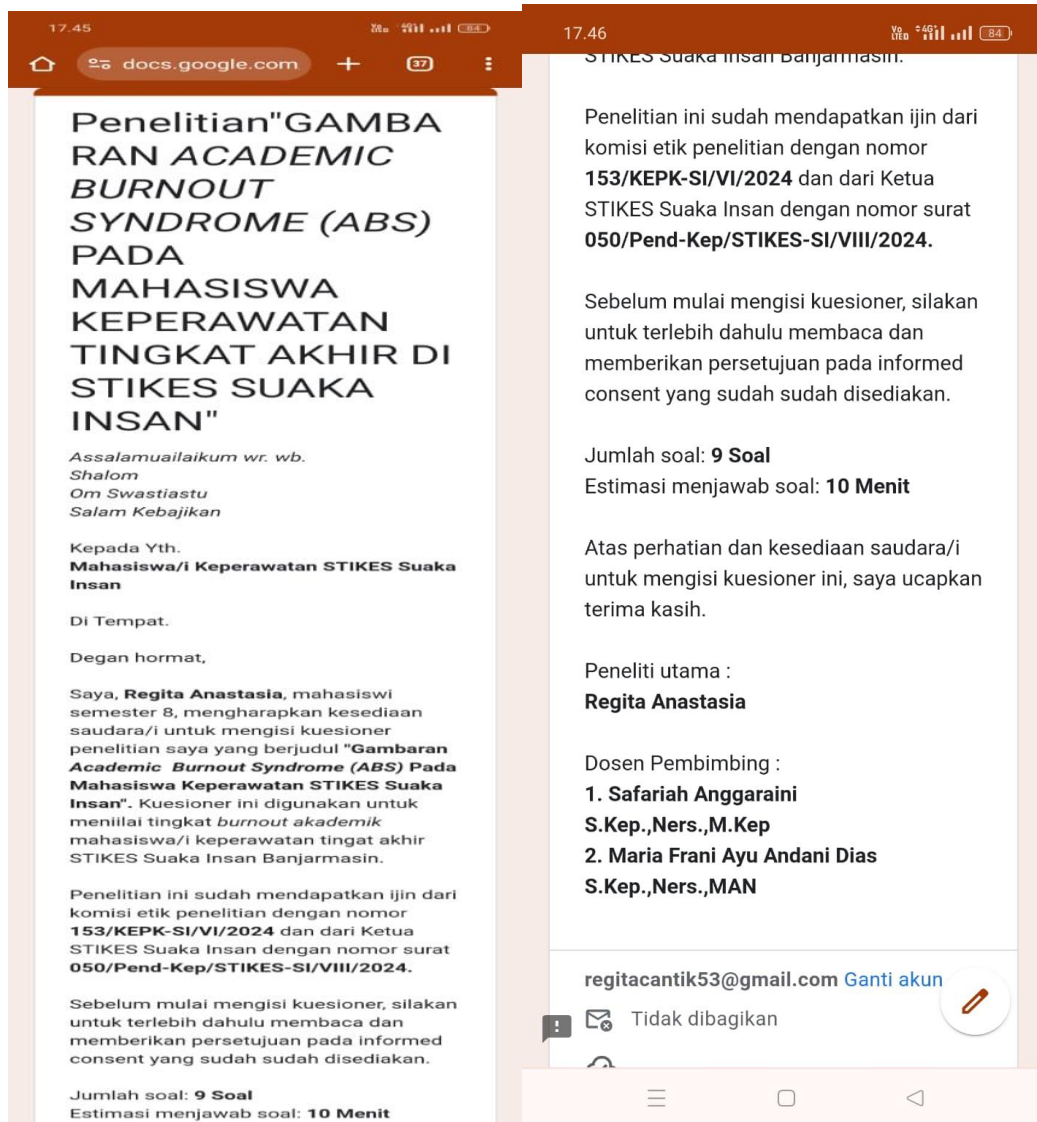 17.45
84
docs.google.com
37
Penelitian"GAMBA
RAN ACADEMIC
BURNOUT
SYNDROME (ABS)
PADA
MAHASISWA
KEPERAWATAN
TINGKAT AKHIR DI
STIKES SUAKA
INSAN"
Assalamuailaikum wr. wb.
Shalom
Om Swastiastu
Salam Kebajikan
Kepada Yth.
Mahasiswa/i Keperawatan STIKES Suaka
Insan
Di Tempat.
Degan hormat,
Saya, Regita Anastasia, mahasiswi
semester 8, mengharapkan kesediaan
saudara/i untuk mengisi kuesioner
penelitian saya yang berjudul "Gambaran
Academic Burnout Syndrome (ABS) Pada
Mahasiswa Keperawatan STIKES Suaka
Insan". Kuesioner ini digunakan untuk
meniilai tingkat burnout akademik
mahasiswa/i keperawatan tingat akhir
STIKES Suaka Insan Banjarmasin.
Penelitian ini sudah mendapatkan ijin dari
komisi etik penelitian dengan nomor
153/KEPK-SI/VI/2024 dan dari Ketua
STIKES Suaka Insan dengan nomor surat
050/Pend-Kep/STIKES-SI/VIII/2024.
Sebelum mulai mengisi kuesioner, silakan
untuk terlebih dahulu membaca dan
memberikan persetujuan pada informed
consent yang sudah sudah disediakan.
Jumlah soal: 9 Soal
Estimasi menjawab soal: 10 Menit
17.46
84
STIKES Suaka Insan Banjarmasin.
Penelitian ini sudah mendapatkan ijin dari
komisi etik penelitian dengan nomor
153/KEPK-SI/VI/2024 dan dari Ketua
STIKES Suaka Insan dengan nomor surat
050/Pend-Kep/STIKES-SI/VIII/2024.
Sebelum mulai mengisi kuesioner, silakan
untuk terlebih dahulu membaca dan
memberikan persetujuan pada informed
consent yang sudah sudah disediakan.
Jumlah soal: 9 Soal
Estimasi menjawab soal: 10 Menit
Atas perhatian dan kesediaan saudara/i
untuk mengisi kuesioner ini, saya ucapkan
terima kasih.
Peneliti utama :
Regita Anastasia
Dosen Pembimbing :
1. Safariah Anggaraini
S.Kep.,Ners.,M.Kep
2. Maria Frani Ayu Andani Dias
S.Kep.,Ners.,MAN
regitacantik53@gmail.com Ganti akun
Tidak dibagikan